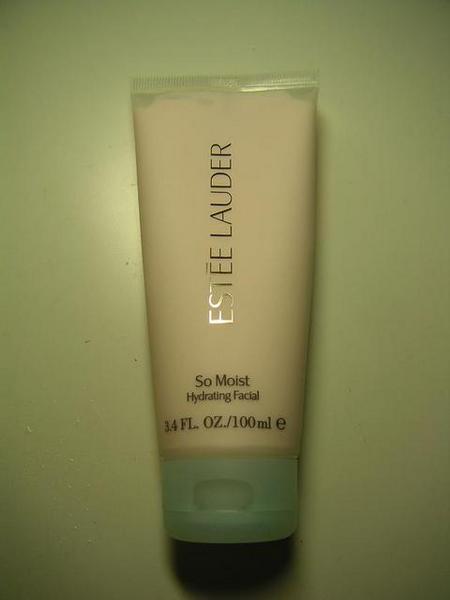 ESTĒE LAUDER
So Moist
Hydrating Facial
3.4 FL. OZ./100ml ℮